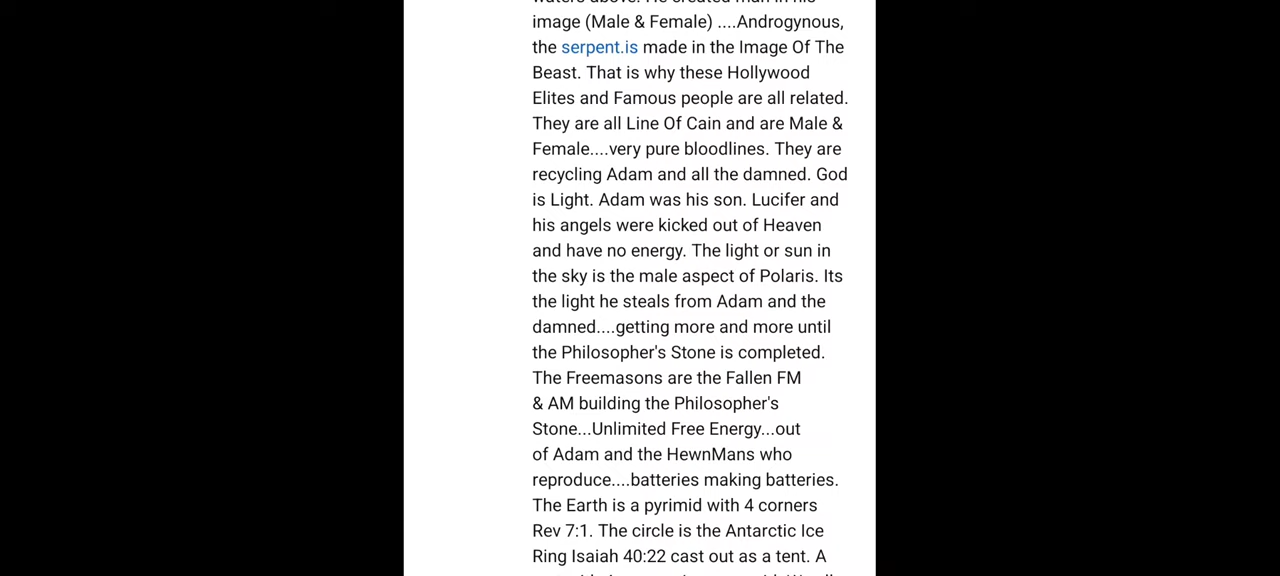 image (Male & Female) ....Androgynous,
the serpent.is made in the Image Of The
Beast. That is why these Hollywood
Elites and Famous people are all related.
They are all Line Of Cain and are Male &
Female....very pure bloodlines. They are
recycling Adam and all the damned. God
is Light. Adam was his son. Lucifer and
his angels were kicked out of Heaven
and have no energy. The light or sun in
the sky is the male aspect of Polaris. Its
the light he steals from Adam and the
damned....getting more and more until
the Philosopher's Stone is completed.
The Freemasons are the Fallen FM
& AM building the Philosopher's
Stone...Unlimited Free Energy...out
of Adam and the HewnMans who
reproduce....batteries making batteries.
The Earth is a pyrimid with 4 corners
Rev 7:1. The circle is the Antarctic Ice
Ring Isaiah 40:22 cast out as a tent. A